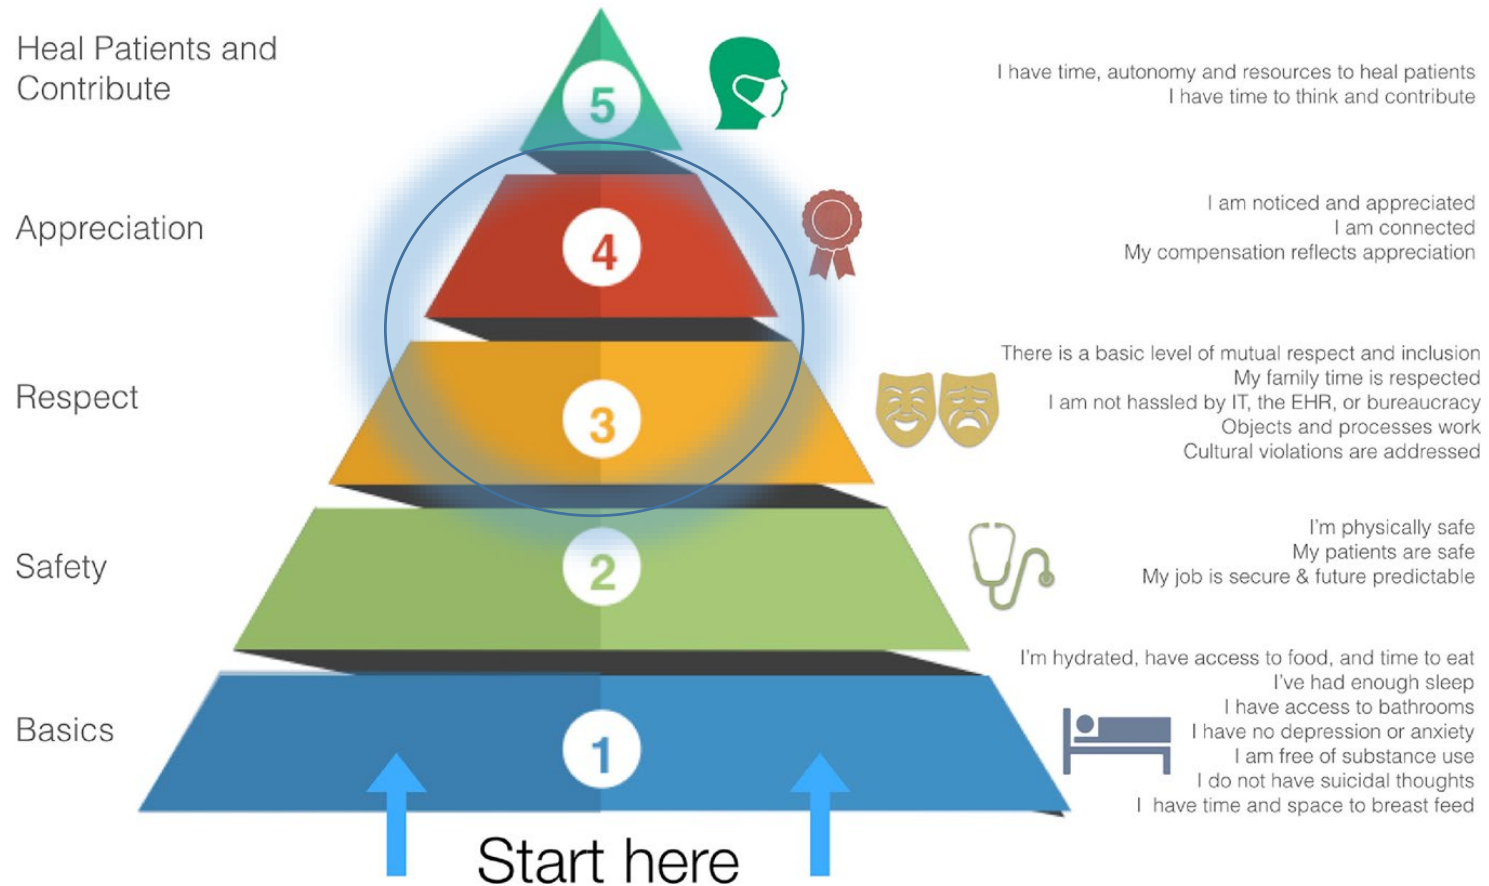 Heal Patients and
Contribute
5
I have time, autonomy and resources to heal patients
I have time to think and contribute
Appreciation
4
I am noticed and appreciated
I am connected
My compensation reflects appreciation
Respect
3
There is a basic level of mutual respect and inclusion
My family time is respected
I am not hassled by IT, the EHR, or bureaucracy
Objects and processes work
Cultural violations are addressed
Safety
2
I'm physically safe
My patients are safe
My job is secure & future predictable
Basics
1
I'm hydrated, have access to food, and time to eat
I've had enough sleep
I have access to bathrooms
I have no depression or anxiety
I am free of substance use
I do not have suicidal thoughts
I have time and space to breast feed
Start here